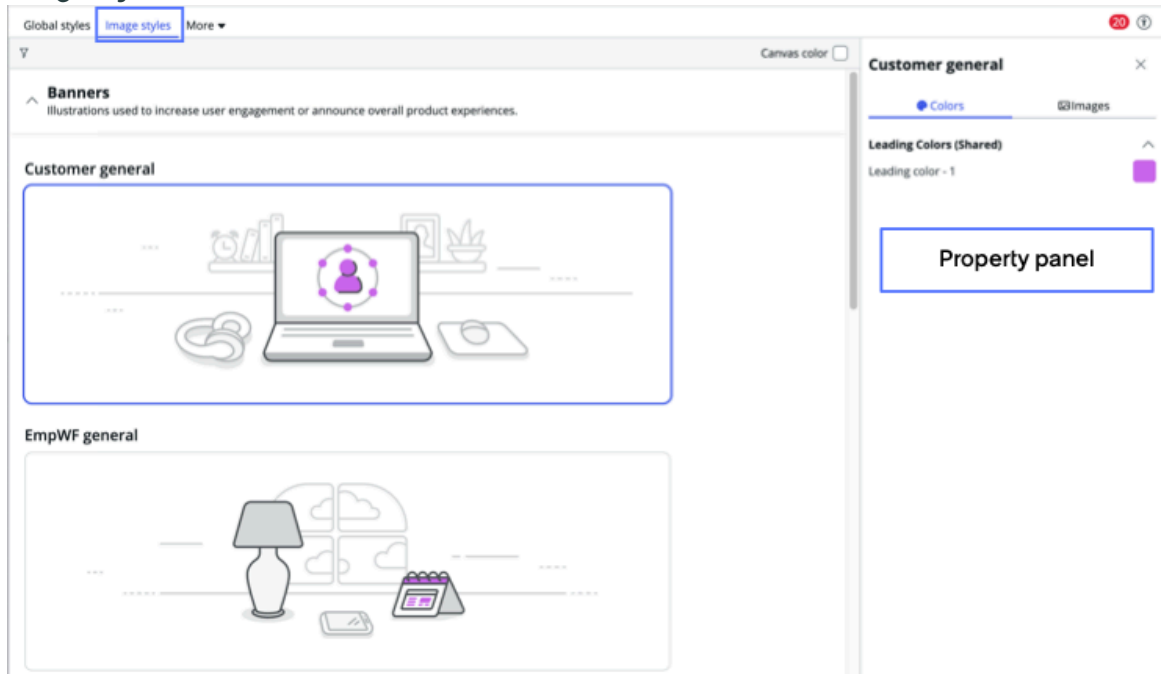 Global styles Image styles More
20
Canvas color
Banners
Illustrations used to increase user engagement or announce overall product experiences.
Customer general
EmpWF general
Customer general
Colors Images
Leading Colors (Shared)
Leading color - 1
Property panel